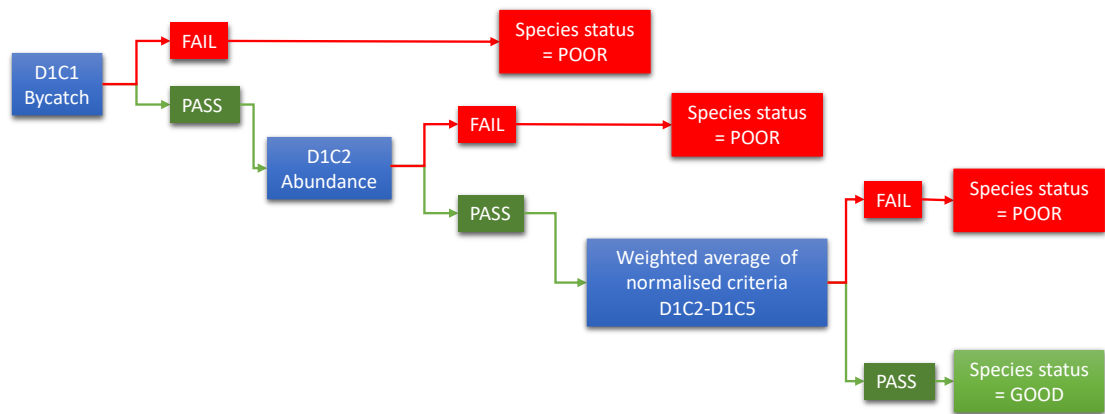 D1C1
Bycatch
FAIL
Species status
= POOR
PASS
D1C2
Abundance
FAIL
Species status
= POOR
PASS
Weighted average of
normalised criteria
D1C2-D1C5
FAIL
Species status
= POOR
PASS
Species status
= GOOD